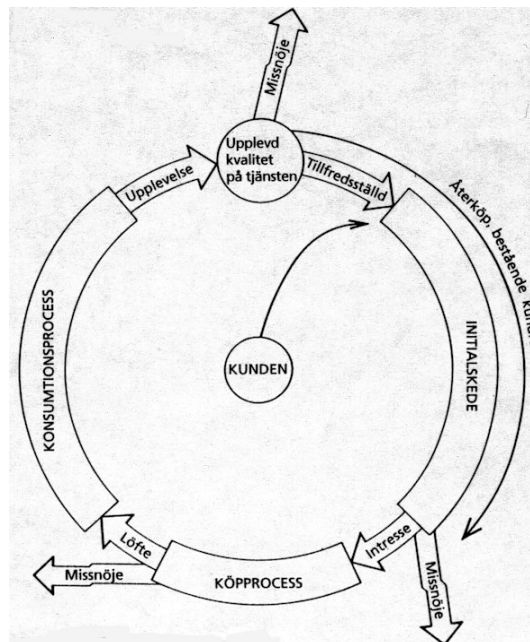 Missnöje
Upplevd
kvalitet
på tjänsten
Upplevelse
Tillfredsställd
Återköp, bestående
KONSUMTIONSPROCESS
KUNDEN
INITIALSKEDE
Löfte
Intresse
Missnöje
KÖPPROCESS
Missnöje